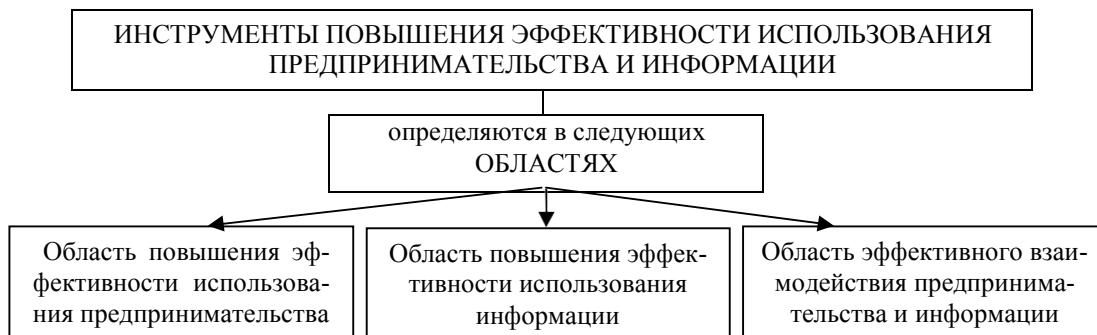 ИНСТРУМЕНТЫ ПОВЫШЕНИЯ ЭФФЕКТИВНОСТИ ИСПОЛЬЗОВАНИЯ
ПРЕДПРИНИМАТЕЛЬСТВА И ИНФОРМАЦИИ
определяются в следующих
ОБЛАСТЯХ
Область повышения эф-
фективности использова-
ния предпринимательства
Область повышения эффек-
тивности использования
информации
Область эффективного взаи-
модействия предпринима-
тельства и информации